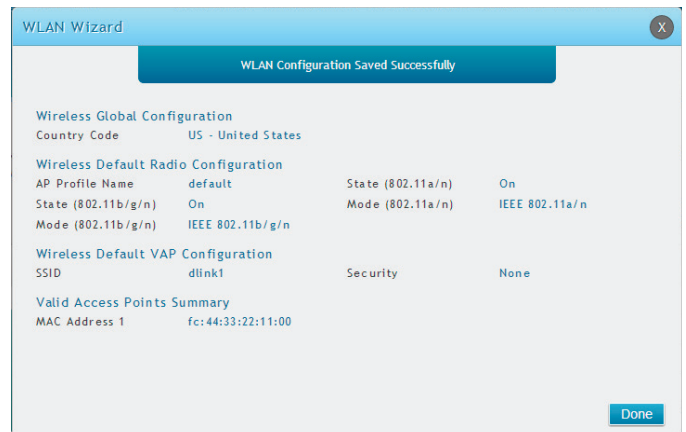 WLAN Wizard
X
WLAN Configuration Saved Successfully
Wireless Global Configuration
Country Code US - United States
Wireless Default Radio Configuration
AP Profile Name default State (802.11a/n) On
State (802.11b/g/n) On Mode (802.11a/n) IEEE 802.11a/n
Mode (802.11b/g/n) IEEE 802.11b/g/n
Wireless Default VAP Configuration
SSID dlink1 Security None
Valid Access Points Summary
MAC Address 1 fc:44:33:22:11:00
Done